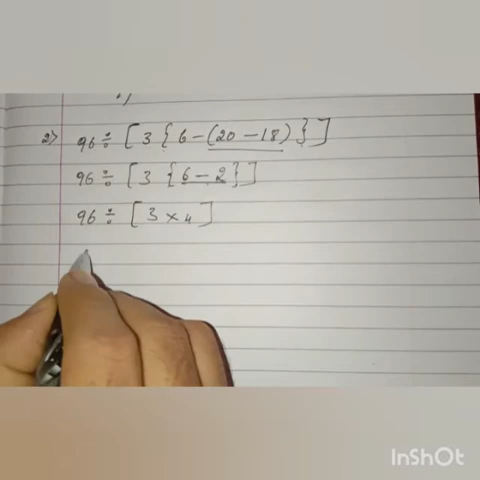 2) 96 ÷ [ 3 { 6 - (20 - 18) } ]
96 ÷ [ 3 { 6 - 2 } ]
96 ÷ [ 3 × 4 ]
InShOt